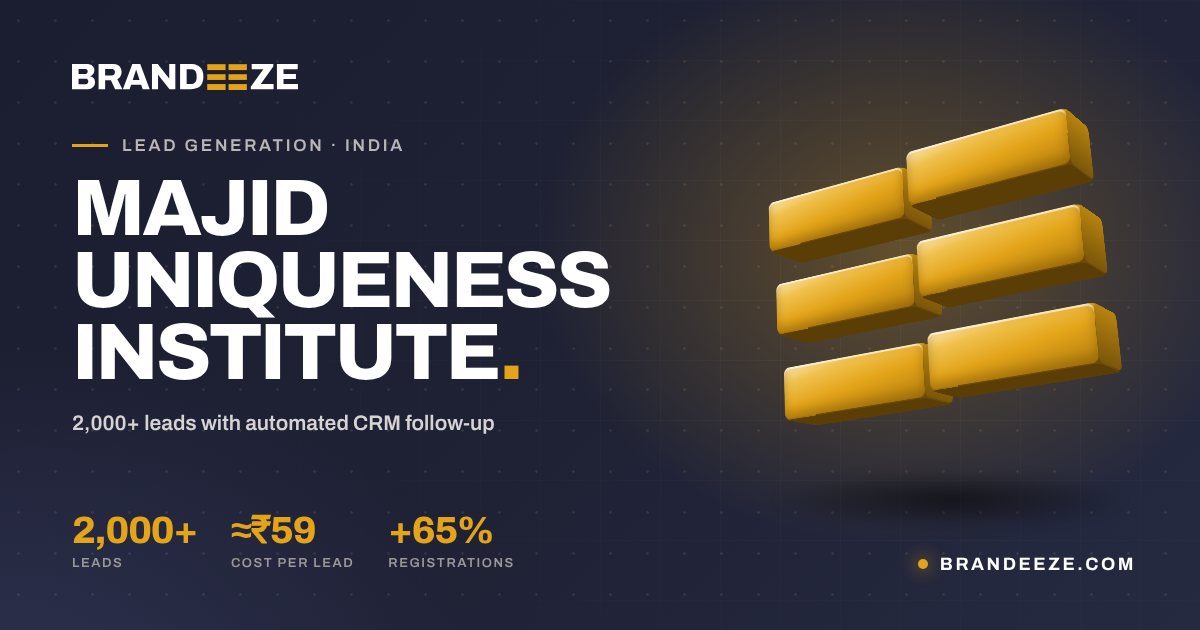 BRANDEEZE
LEAD GENERATION · INDIA
MAJID
UNIQUENESS
INSTITUTE.
2,000+ leads with automated CRM follow-up
2,000+ ≈₹59 +65%
LEADS COST PER LEAD REGISTRATIONS
BRANDEEZE.COM